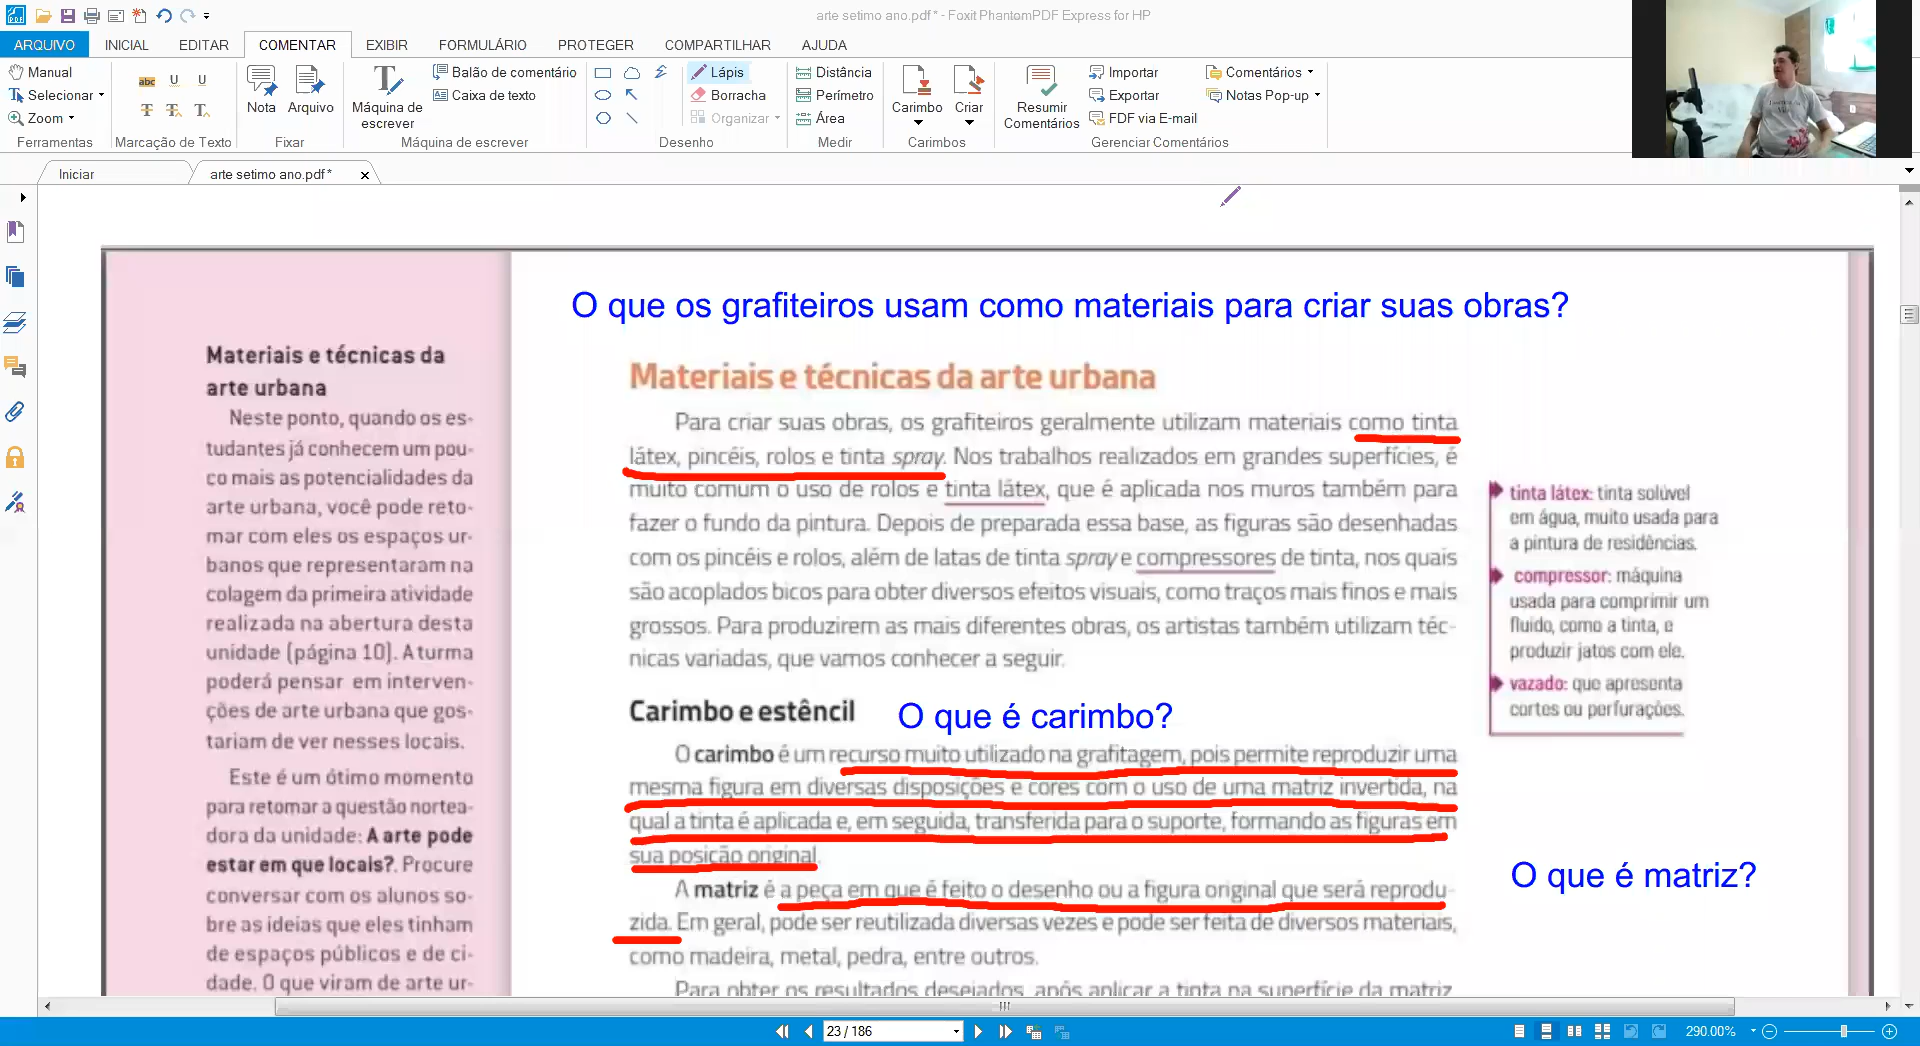 arte setimo ano.pdf* - Foxit PhantomPDF Express for HP
ARQUIVO INICIAL EDITAR COMENTAR EXIBIR FORMULÁRIO PROTEGER COMPARTILHAR AJUDA
Manual
Selecionar
Zoom
Ferramentas
abc U U
T T T
Marcação de Texto
Nota Arquivo
Fixar
Máquina de
escrever
Balão de comentário
Caixa de texto
Máquina de escrever
Lápis
Borracha
Organizar
Desenho
Distância
Perímetro
Área
Medir
Carimbo Criar
Carimbos
Resumir
Comentários
Importar
Exportar
FDF via E-mail
Comentários
Notas Pop-up
Gerenciar Comentários
Iniciar
arte setimo ano.pdf *
Materiais e técnicas da
arte urbana
Neste ponto, quando os es-
tudantes já conhecem um pou-
co mais as potencialidades da
arte urbana, você pode reto-
mar com eles os espaços ur-
banos que representaram na
colagem da primeira atividade
realizada na abertura desta
unidade (página 10). A turma
poderá pensar em interven-
ções de arte urbana que gos-
tariam de ver nesses locais.
Este é um ótimo momento
para retomar a questão nortea-
dora da unidade: A arte pode
estar em que locais?. Procure
conversar com os alunos so-
bre as ideias que eles tinham
de espaços públicos e de ci-
dade. O que viram de arte ur-
O que os grafiteiros usam como materiais para criar suas obras?
Materiais e técnicas da arte urbana
Para criar suas obras, os grafiteiros geralmente utilizam materiais como tinta
látex, pincéis, rolos e tinta spray. Nos trabalhos realizados em grandes superfícies, é
muito comum o uso de rolos e tinta látex, que é aplicada nos muros também para
fazer o fundo da pintura. Depois de preparada essa base, as figuras são desenhadas
com os pincéis e rolos, além de latas de tinta spray e compressores de tinta, nos quais
são acoplados bicos para obter diversos efeitos visuais, como traços mais finos e mais
grossos. Para produzirem as mais diferentes obras, os artistas também utilizam téc-
nicas variadas, que vamos conhecer a seguir.
tinta látex: tinta solúvel
em água, muito usada para
a pintura de residências.
compressor: máquina
usada para comprimir um
fluido, como a tinta, e
produzir jatos com ele.
vazado: que apresenta
cortes ou perfurações.
Carimbo e estêncil
O que é carimbo?
O carimbo é um recurso muito utilizado na grafitagem, pois permite reproduzir uma
mesma figura em diversas disposições e cores com o uso de uma matriz invertida, na
qual a tinta é aplicada e, em seguida, transferida para o suporte, formando as figuras em
sua posição original.
O que é matriz?
A matriz é a peça em que é feito o desenho ou a figura original que será reprodu-
zida. Em geral, pode ser reutilizada diversas vezes e pode ser feita de diversos materiais,
como madeira, metal, pedra, entre outros.
Para obter os resultados desejados, após aplicar a tinta na superfície da matriz
23 / 186
290.00%